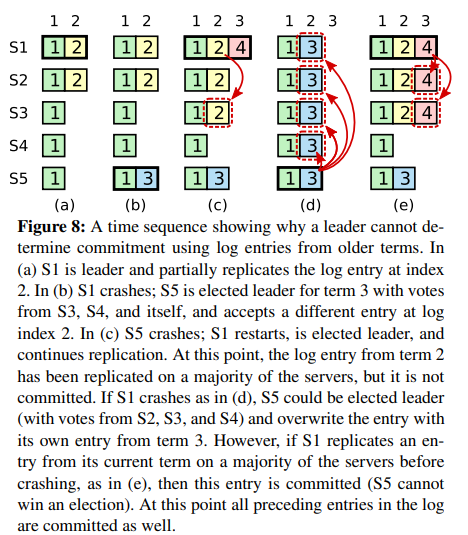 1 2 1 2 1 2 3 1 2 3 1 2 3
S1 1 2 1 2 1 2 4 1 3 1 2 4
S2 1 2 1 2 1 2 1 3 1 2 4
S3 1 1 1 2 1 3 1 2 4
S4 1 1 1 1 3 1
S5 1 1 3 1 3 1 3
(a) (b) (c) (d) (e)
Figure 8: A time sequence showing why a leader cannot de-
termine commitment using log entries from older terms. In
(a) S1 is leader and partially replicates the log entry at index
2. In (b) S1 crashes; S5 is elected leader for term 3 with votes
from S3, S4, and itself, and accepts a different entry at log
index 2. In (c) S5 crashes; S1 restarts, is elected leader, and
continues replication. At this point, the log entry from term 2
has been replicated on a majority of the servers, but it is not
committed. If S1 crashes as in (d), S5 could be elected leader
(with votes from S2, S3, and S4) and overwrite the entry with
its own entry from term 3. However, if S1 replicates an en-
try from its current term on a majority of the servers before
crashing, as in (e), then this entry is committed (S5 cannot
win an election). At this point all preceding entries in the log
are committed as well.